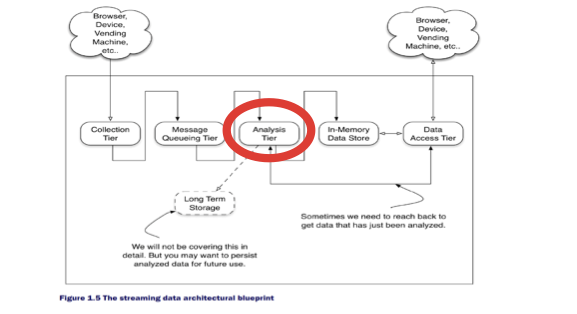 Browser,
Device,
Vending
Machine,
etc..
Browser,
Device,
Vending
Machine, etc..
Collection
Tier
Message
Queueing Tier
Analysis
Tier
In-Memory
Data Store
Data
Access Tier
Long Term
Storage
Sometimes we need to reach back to
get data that has just been analyzed.
We will not be covering this in
detail. But you may want to persist
analyzed data for future use.
Figure 1.5 The streaming data architectural blueprint